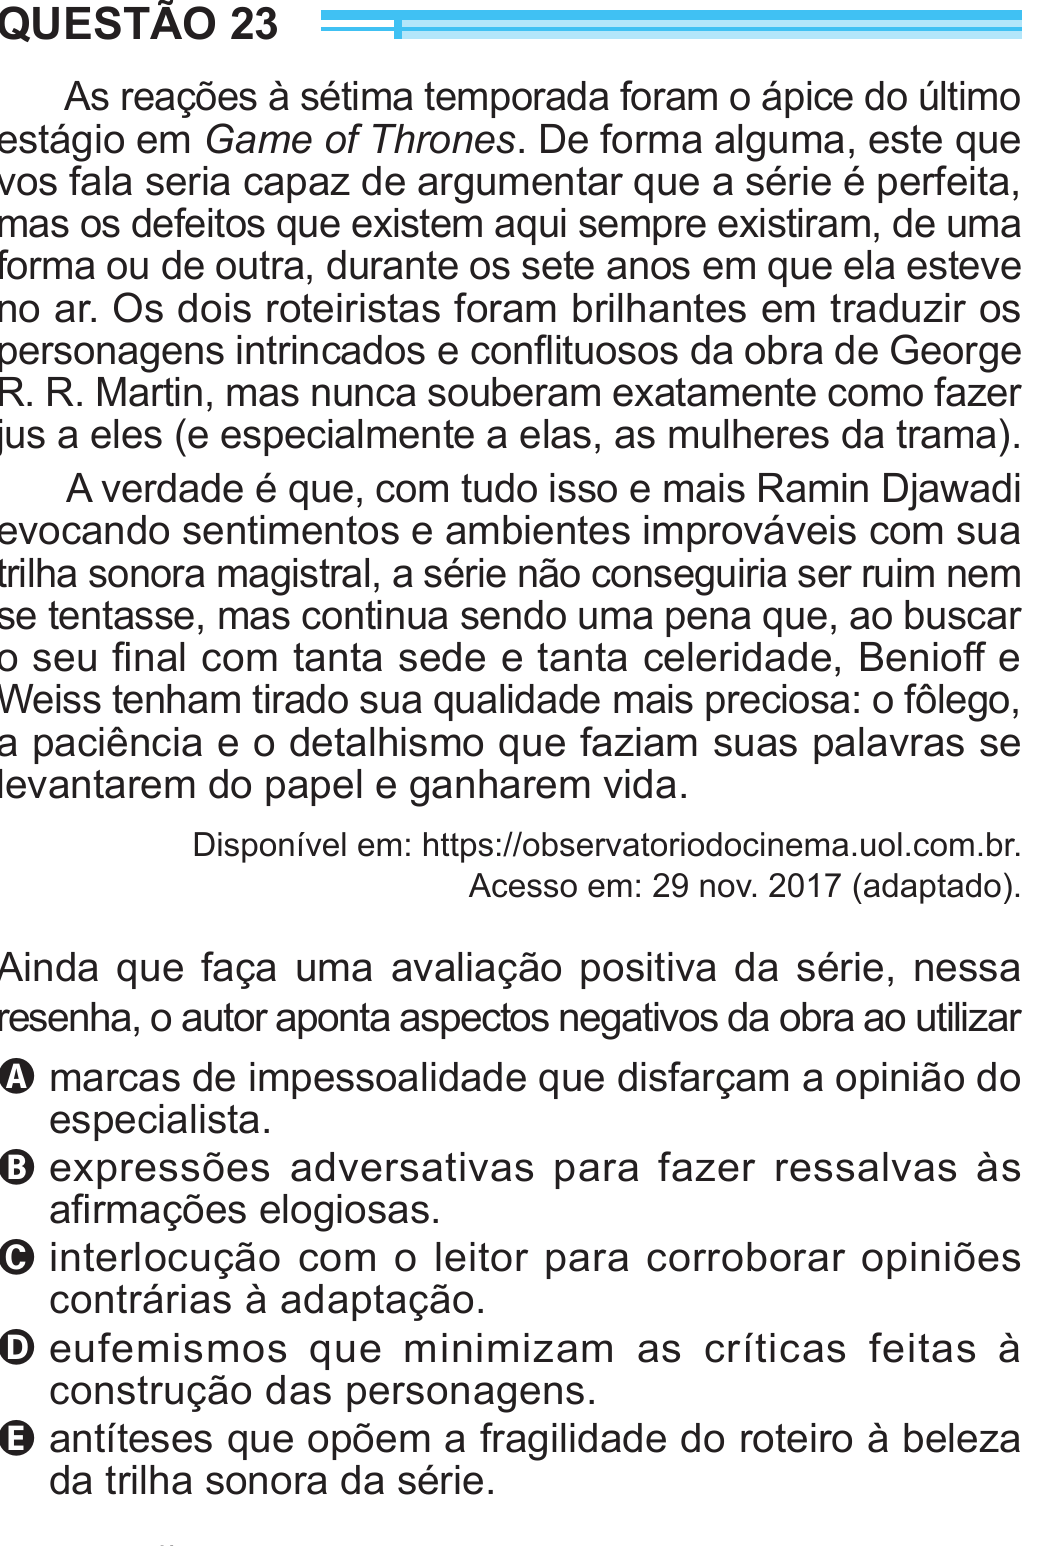 QUESTÃO 23
As reações à sétima temporada foram o ápice do último
estágio em Game of Thrones. De forma alguma, este que
vos fala seria capaz de argumentar que a série é perfeita,
mas os defeitos que existem aqui sempre existiram, de uma
forma ou de outra, durante os sete anos em que ela esteve
no ar. Os dois roteiristas foram brilhantes em traduzir os
personagens intrincados e conflituosos da obra de George
R. R. Martin, mas nunca souberam exatamente como fazer
jus a eles (e especialmente a elas, as mulheres da trama).
A verdade é que, com tudo isso e mais Ramin Djawadi
evocando sentimentos e ambientes improváveis com sua
trilha sonora magistral, a série não conseguiria ser ruim nem
se tentasse, mas continua sendo uma pena que, ao buscar
o seu final com tanta sede e tanta celeridade, Benioff e
Weiss tenham tirado sua qualidade mais preciosa: o fôlego,
a paciência e o detalhismo que faziam suas palavras se
levantarem do papel e ganharem vida.
Disponível em: https://observatoriodocinema.uol.com.br.
Acesso em: 29 nov. 2017 (adaptado).
Ainda que faça uma avaliação positiva da série, nessa
resenha, o autor aponta aspectos negativos da obra ao utilizar
A marcas de impessoalidade que disfarçam a opinião do
especialista.
B expressões adversativas para fazer ressalvas às
afirmações elogiosas.
C interlocução com o leitor para corroborar opiniões
contrárias à adaptação.
D eufemismos que minimizam as críticas feitas à
construção das personagens.
E antíteses que opõem a fragilidade do roteiro à beleza
da trilha sonora da série.